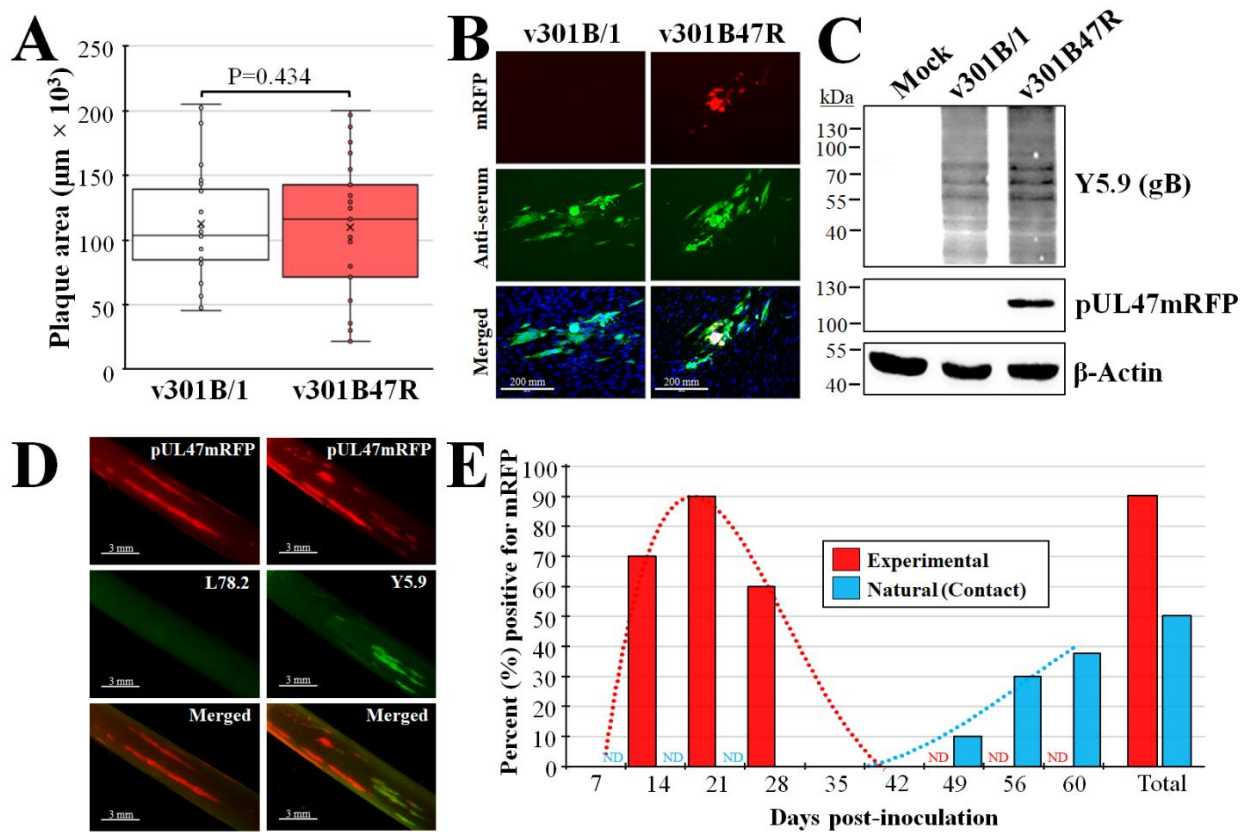 A
250
200
150
100
50
0
Plaque area (μm × 10³)
P=0.434
v301B/1
v301B47R
B
v301B/1
v301B47R
mRFP
Anti-serum
Merged
200 mm
200 mm
C
Mock
v301B/1
v301B47R
kDa
130
100
70
55
40
Y5.9 (gB)
130
100
pUL47mRFP
55
40
β-Actin
D
pUL47mRFP
3 mm
pUL47mRFP
3 mm
L78.2
3 mm
Y5.9
3 mm
Merged
3 mm
Merged
3 mm
E
Percent (%) positive for mRFP
100
90
80
70
60
50
40
30
20
10
0
Experimental
Natural (Contact)
ND ND ND ND ND ND
7 14 21 28 35 42 49 56 60 Total
Days post-inoculation